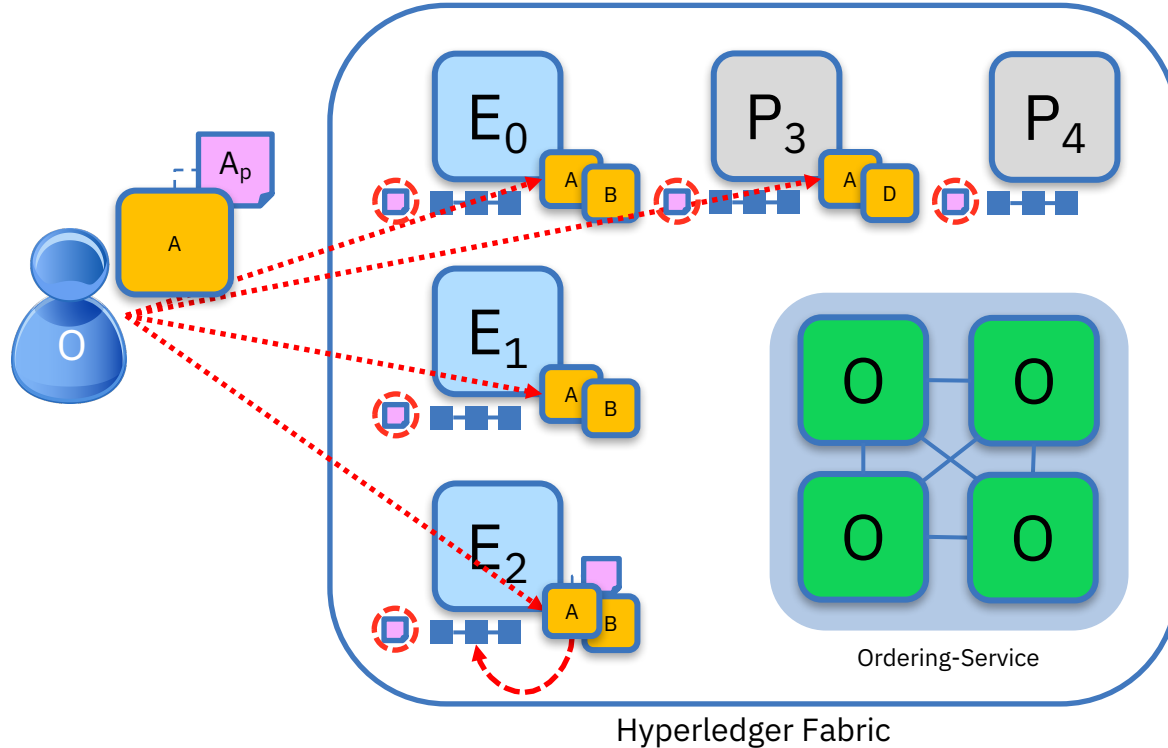 E₀
P₃
P₄
Aₚ
A
B
A
D
A
O
E₁
A
B
O
O
E₂
A
B
O
O
Ordering-Service
Hyperledger Fabric